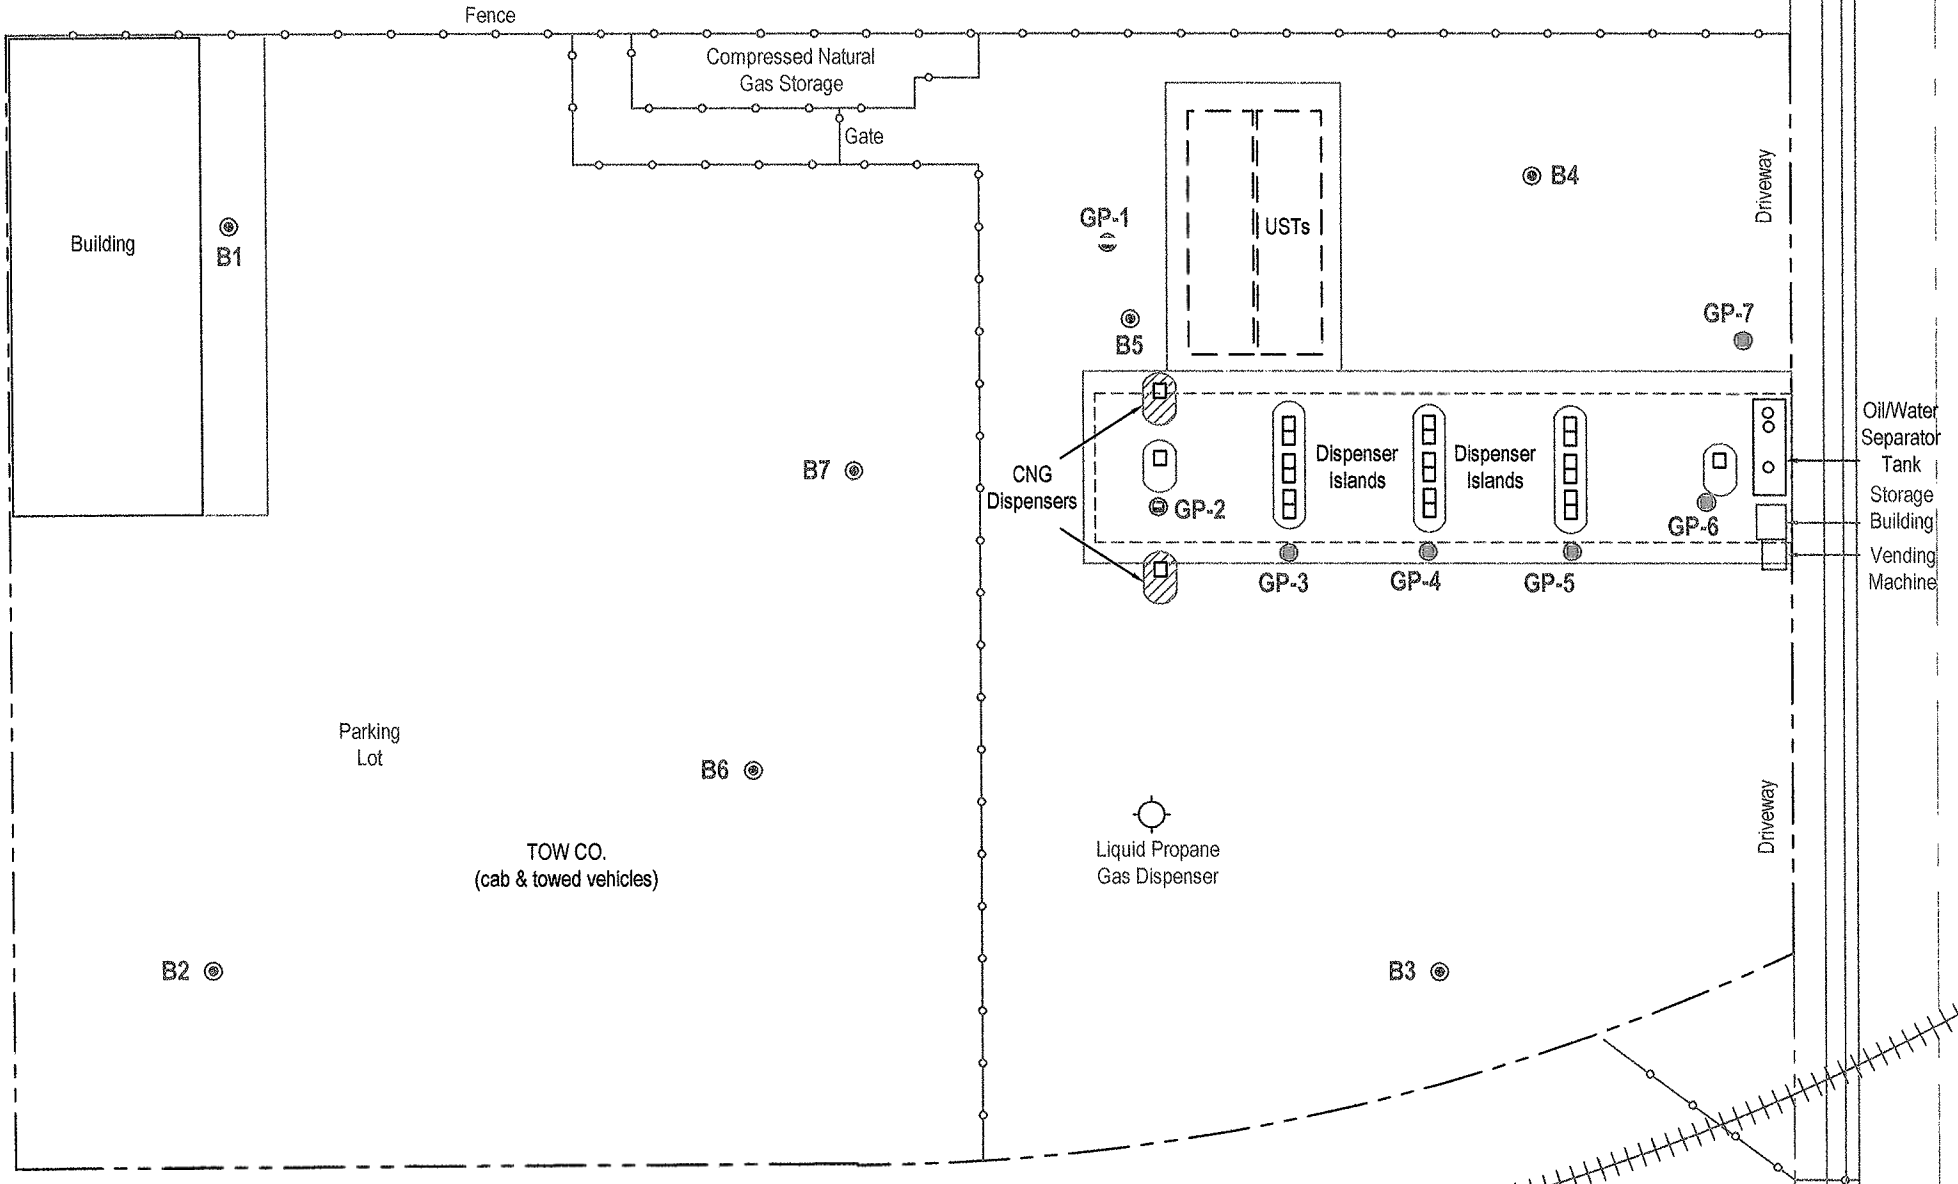 Fence
Compressed Natural
Gas Storage
Gate
Driveway
B4
GP-1
USTs
Building
B1
GP-7
B5
Oil/Water
Separator
Tank
Storage
Building
Vending
Machine
B7
CNG
Dispensers
Dispenser
Islands
Dispenser
Islands
GP-2
GP-6
GP-3
GP-4
GP-5
Parking
Lot
B6
Driveway
TOW CO.
(cab & towed vehicles)
Liquid Propane
Gas Dispenser
B2
B3